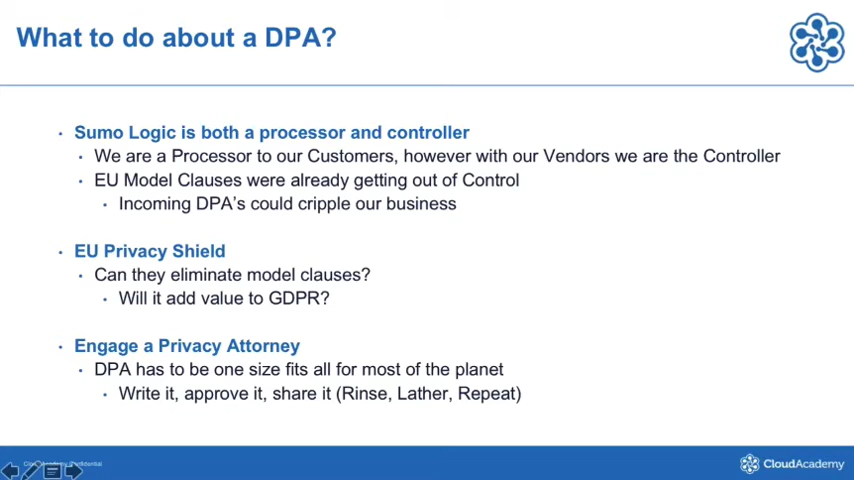 What to do about a DPA?
• Sumo Logic is both a processor and controller
• We are a Processor to our Customers, however with our Vendors we are the Controller
• EU Model Clauses were already getting out of Control
• Incoming DPA's could cripple our business
• EU Privacy Shield
• Can they eliminate model clauses?
• Will it add value to GDPR?
• Engage a Privacy Attorney
• DPA has to be one size fits all for most of the planet
• Write it, approve it, share it (Rinse, Lather, Repeat)
CloudAcademy Confidential
CloudAcademy